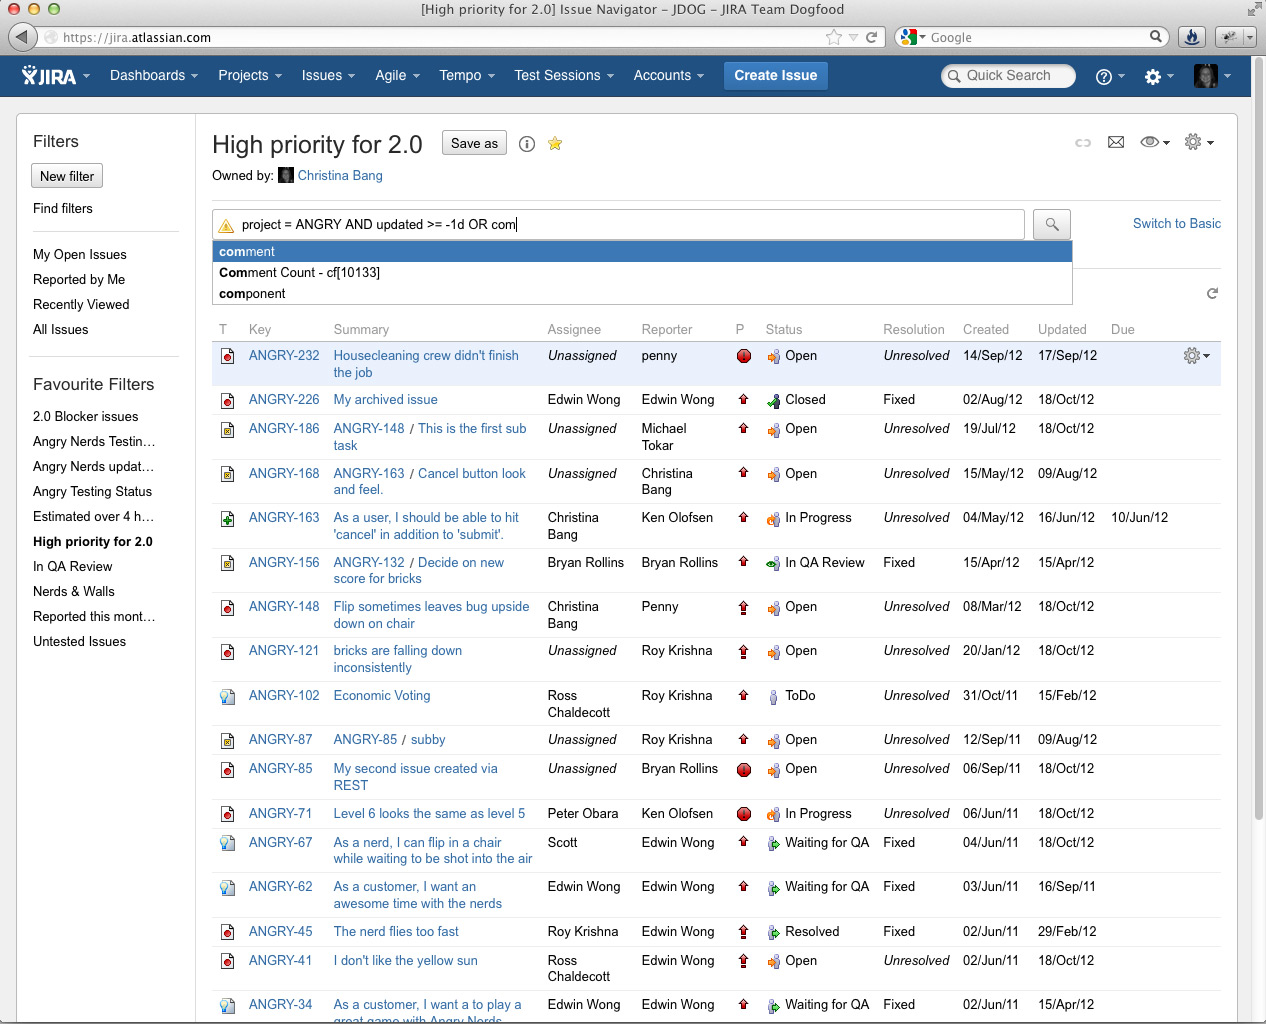 [High priority for 2.0] Issue Navigator – JDOG – JIRA Team Dogfood
https://jira.atlassian.com
Google
JIRA Dashboards Projects Issues Agile Tempo Test Sessions Accounts Create Issue Quick Search
Filters
New filter
Find filters
My Open Issues
Reported by Me
Recently Viewed
All Issues
Favourite Filters
2.0 Blocker issues
Angry Nerds Testin...
Angry Nerds updat...
Angry Testing Status
Estimated over 4 h...
High priority for 2.0
In QA Review
Nerds & Walls
Reported this mont...
Untested Issues
High priority for 2.0 Save as
Owned by: Christina Bang
project = ANGRY AND updated >= -1d OR com
Switch to Basic
comment
Comment Count - cf[10133]
component
T Key Summary Assignee Reporter P Status Resolution Created Updated Due
ANGRY-232 Housecleaning crew didn't finish Unassigned penny Open Unresolved 14/Sep/12 17/Sep/12
the job
ANGRY-226 My archived issue Edwin Wong Edwin Wong Closed Fixed 02/Aug/12 18/Oct/12
ANGRY-186 ANGRY-148 / This is the first sub Unassigned Michael Open Unresolved 19/Jul/12 18/Oct/12
task Tokar
ANGRY-168 ANGRY-163 / Cancel button look Unassigned Christina Open Unresolved 15/May/12 09/Aug/12
and feel. Bang
ANGRY-163 As a user, I should be able to hit Christina Ken Olofsen In Progress Unresolved 04/May/12 16/Jun/12 10/Jun/12
'cancel' in addition to 'submit'. Bang
ANGRY-156 ANGRY-132 / Decide on new Bryan Rollins Bryan Rollins In QA Review Fixed 15/Apr/12 15/Apr/12
score for bricks
ANGRY-148 Flip sometimes leaves bug upside Christina Penny Open Unresolved 08/Mar/12 18/Oct/12
down on chair Bang
ANGRY-121 bricks are falling down Unassigned Roy Krishna Open Unresolved 20/Jan/12 18/Oct/12
inconsistently
ANGRY-102 Economic Voting Ross Roy Krishna ToDo Unresolved 31/Oct/11 15/Feb/12
Chaldecott
ANGRY-87 ANGRY-85 / subby Unassigned Roy Krishna Open Unresolved 12/Sep/11 09/Aug/12
ANGRY-85 My second issue created via Unassigned Bryan Rollins Open Unresolved 06/Sep/11 18/Oct/12
REST
ANGRY-71 Level 6 looks the same as level 5 Peter Obara Ken Olofsen In Progress Unresolved 06/Jun/11 18/Oct/12
ANGRY-67 As a nerd, I can flip in a chair Scott Edwin Wong Waiting for QA Fixed 04/Jun/11 18/Oct/12
while waiting to be shot into the air
ANGRY-62 As a customer, I want an Edwin Wong Edwin Wong Waiting for QA Fixed 03/Jun/11 16/Sep/11
awesome time with the nerds
ANGRY-45 The nerd flies too fast Roy Krishna Edwin Wong Resolved Fixed 02/Jun/11 29/Feb/12
ANGRY-41 I don't like the yellow sun Ross Edwin Wong Open Unresolved 02/Jun/11 18/Oct/12
Chaldecott
ANGRY-34 As a customer, I want a to play a Edwin Wong Edwin Wong Waiting for QA Fixed 02/Jun/11 15/Apr/12
great game with Angry Nerds